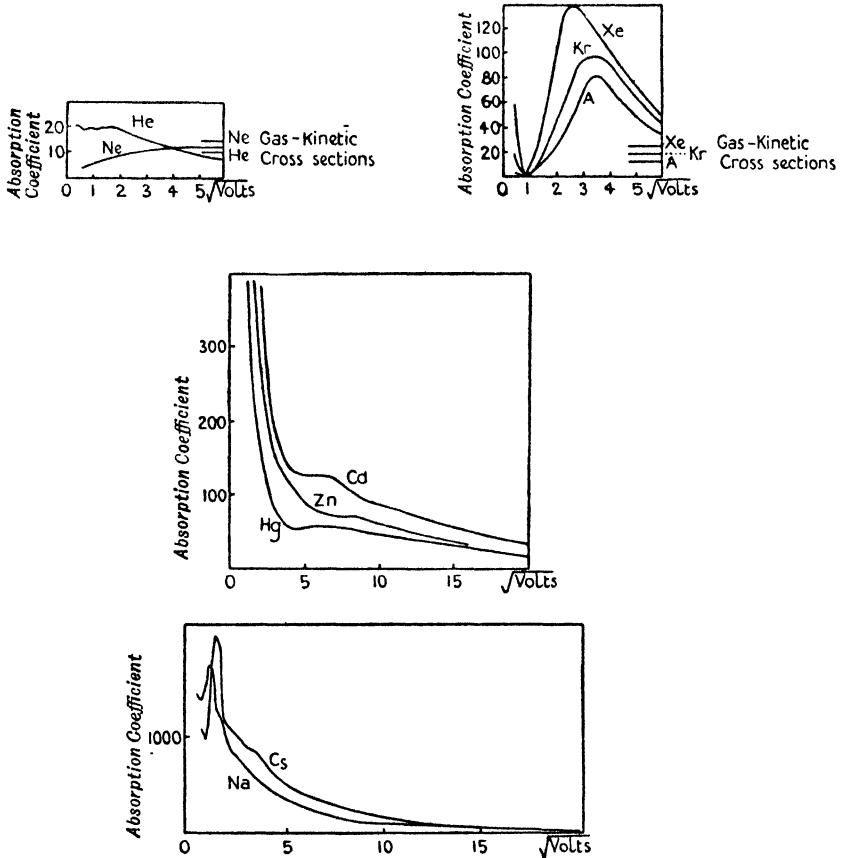 Absorption Coefficient
20
10
He
Ne
Ne Gas-Kinetic
He Cross sections
0 1 2 3 4 5 √Volts
Absorption Coefficient
120
100
80
60
40
20
Xe
Kr
A
Xe Gas-Kinetic
Kr
A Cross sections
0 1 2 3 4 5 √Volts
Absorption Coefficient
300
200
100
Cd
Zn
Hg
0 5 10 15 √Volts
Absorption Coefficient
1000
Cs
Na
0 5 10 15 √Volts